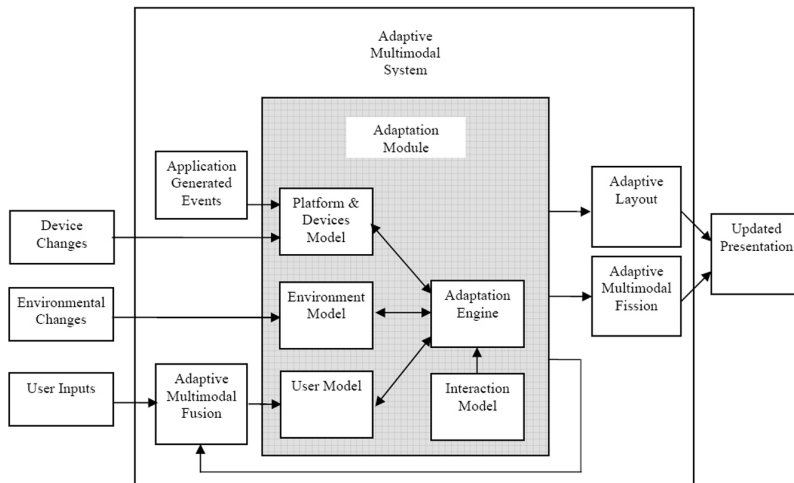 Adaptive
Multimodal
System
Adaptation
Module
Application
Generated
Events
Platform &
Devices
Model
Device
Changes
Adaptive
Layout
Updated
Presentation
Environmental
Changes
Environment
Model
Adaptation
Engine
Adaptive
Multimodal
Fission
User Inputs
Adaptive
Multimodal
Fusion
User Model
Interaction
Model